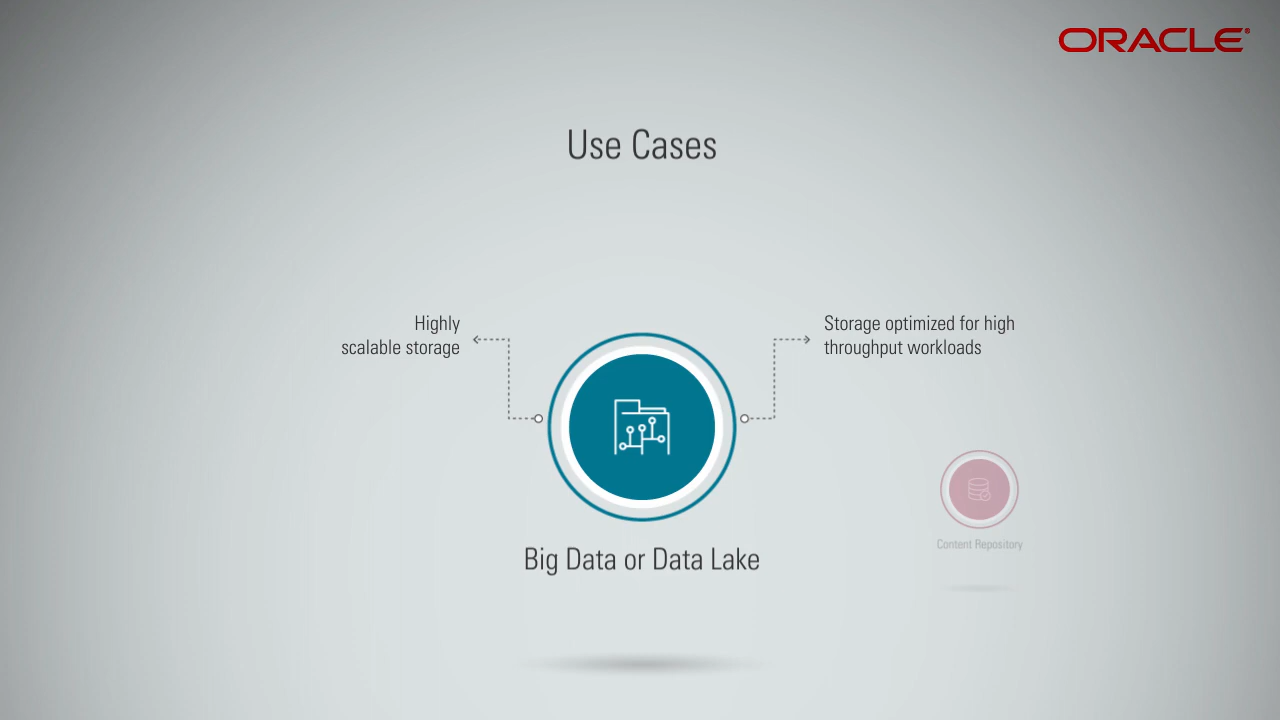 ORACLE®
Use Cases
Highly
scalable storage
Storage optimized for high
throughput workloads
Big Data or Data Lake
Content Repository